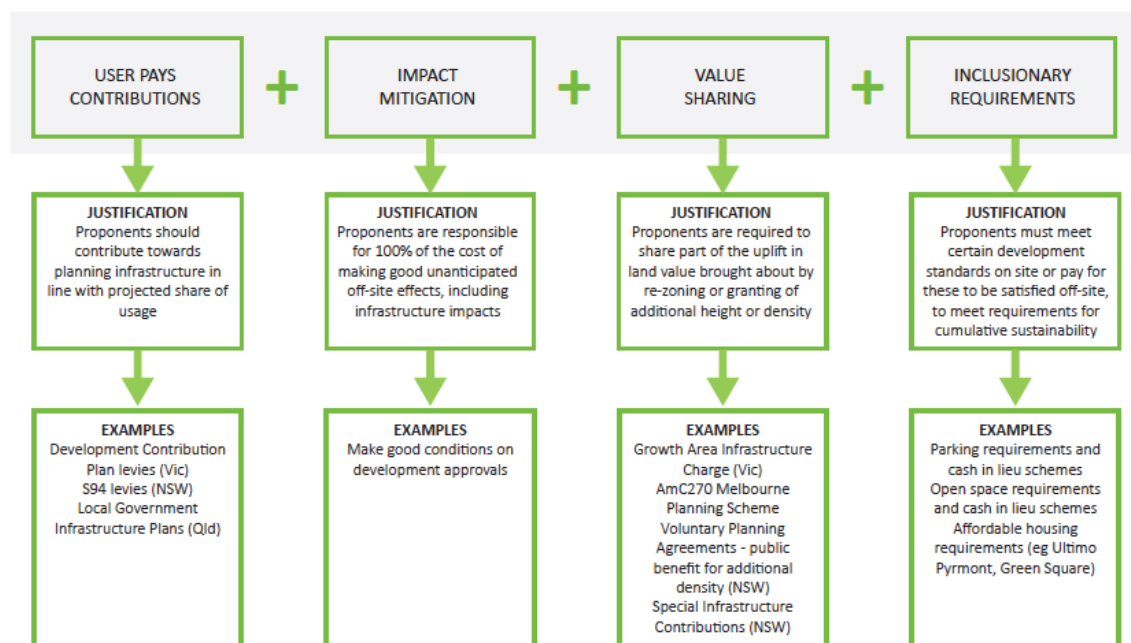 USER PAYS
CONTRIBUTIONS
+
IMPACT
MITIGATION
+
VALUE
SHARING
+
INCLUSIONARY
REQUIREMENTS
JUSTIFICATION
Proponents should
contribute towards
planning infrastructure in
line with projected share of
usage
JUSTIFICATION
Proponents are responsible
for 100% of the cost of
making good unanticipated
off-site effects, including
infrastructure impacts
JUSTIFICATION
Proponents are required to
share part of the uplift in
land value brought about by
re-zoning or granting of
additional height or density
JUSTIFICATION
Proponents must meet
certain development
standards on site or pay for
these to be satisfied off-site,
to meet requirements for
cumulative sustainability
EXAMPLES
Development Contribution
Plan levies (Vic)
S94 levies (NSW)
Local Government
Infrastructure Plans (Qld)
EXAMPLES
Make good conditions on
development approvals
EXAMPLES
Growth Area Infrastructure
Charge (Vic)
AmC270 Melbourne
Planning Scheme
Voluntary Planning
Agreements - public
benefit for additional
density (NSW)
Special Infrastructure
Contributions (NSW)
EXAMPLES
Parking requirements and
cash in lieu schemes
Open space requirements
and cash in lieu schemes
Affordable housing
requirements (eg Ultimo
Pyrmont, Green Square)